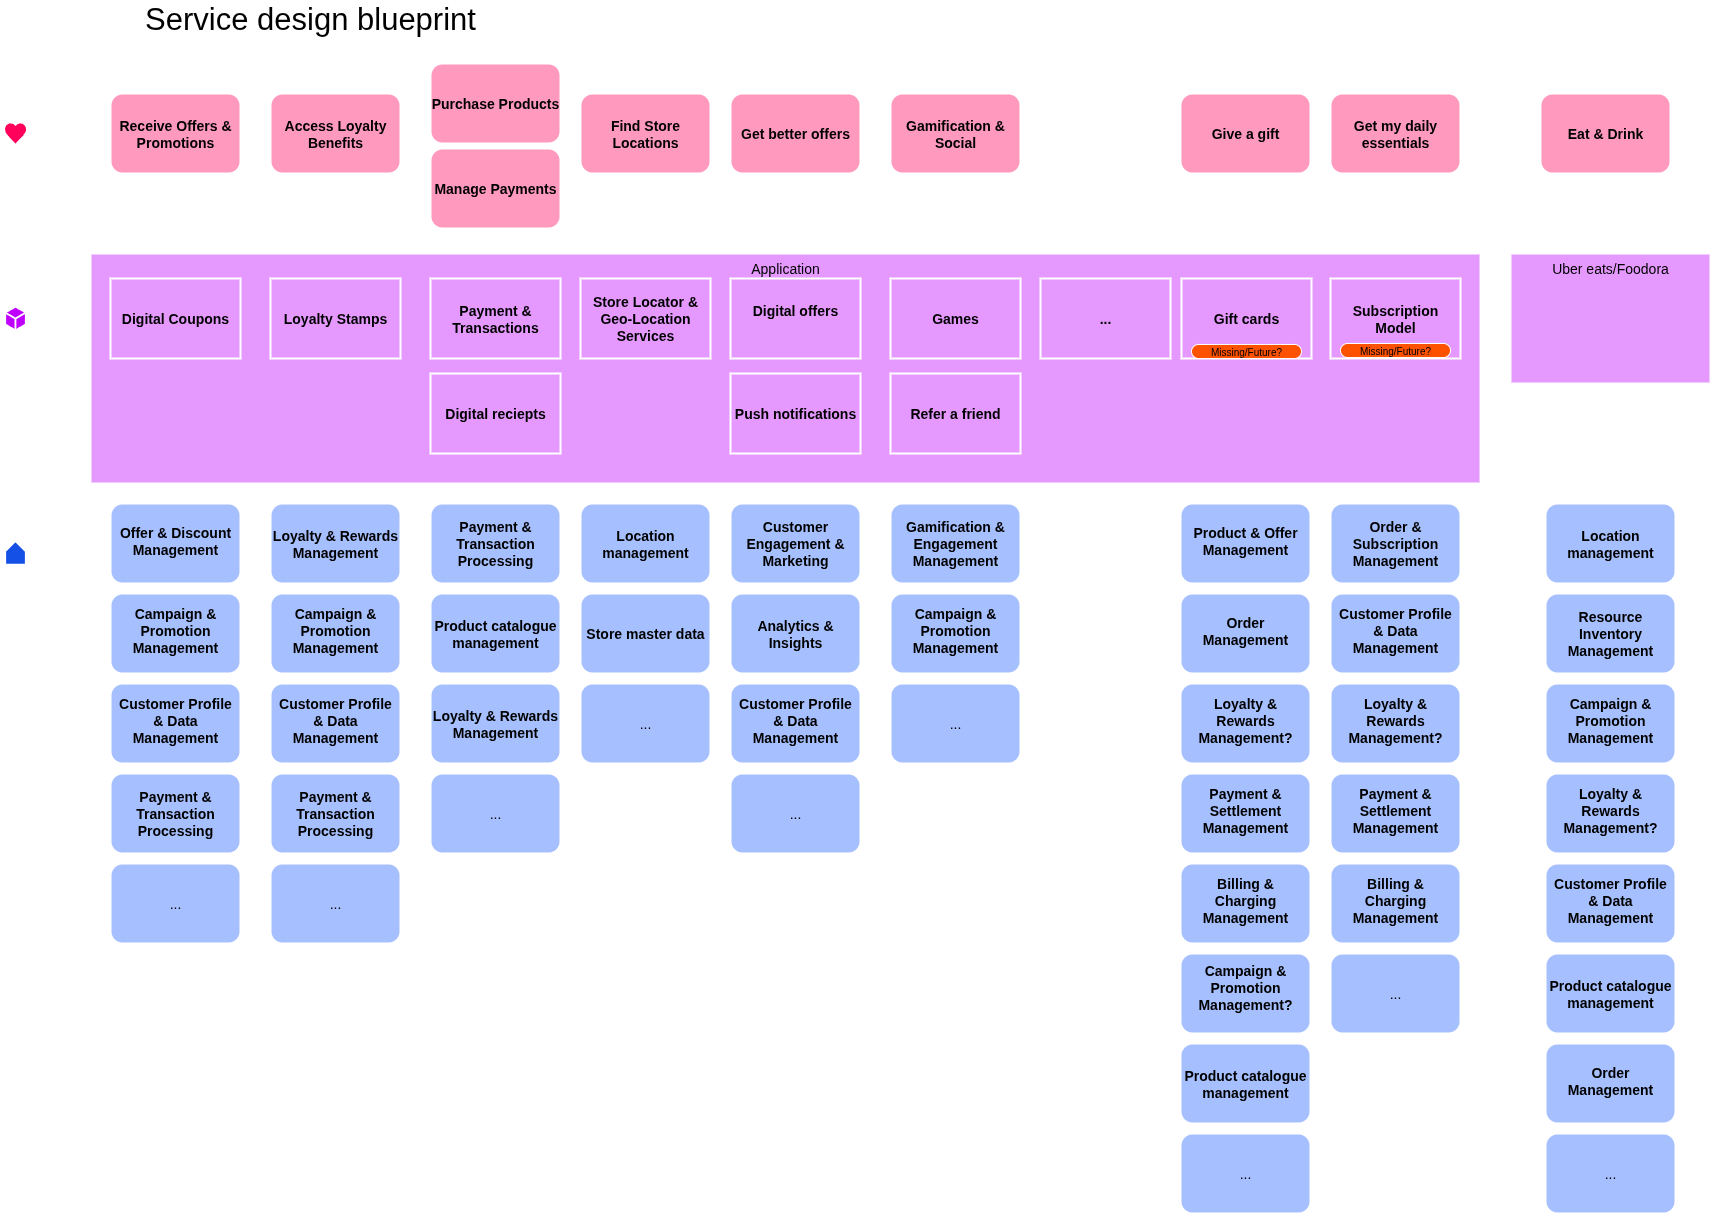 Service design blueprint
Receive Offers &
Promotions
Access Loyalty
Benefits
Purchase Products
Manage Payments
Find Store
Locations
Get better offers
Gamification &
Social
Give a gift
Get my daily
essentials
Eat & Drink
Application
Digital Coupons
Loyalty Stamps
Payment &
Transactions
Store Locator &
Geo-Location
Services
Digital offers
Games
...
Gift cards
Missing/Future?
Subscription
Model
Missing/Future?
Digital reciepts
Push notifications
Refer a friend
Uber eats/Foodora
Offer & Discount
Management
Campaign &
Promotion
Management
Customer Profile
& Data
Management
Payment &
Transaction
Processing
...
Loyalty & Rewards
Management
Campaign &
Promotion
Management
Customer Profile
& Data
Management
Payment &
Transaction
Processing
...
Payment &
Transaction
Processing
Product catalogue
management
Loyalty & Rewards
Management
...
Location
management
Store master data
...
Customer
Engagement &
Marketing
Analytics &
Insights
Customer Profile
& Data
Management
...
Gamification &
Engagement
Management
Campaign &
Promotion
Management
...
Product & Offer
Management
Order
Management
Loyalty &
Rewards
Management?
Payment &
Settlement
Management
Billing &
Charging
Management
Campaign &
Promotion
Management?
Product catalogue
management
...
Order &
Subscription
Management
Customer Profile
& Data
Management
Loyalty &
Rewards
Management?
Payment &
Settlement
Management
Billing &
Charging
Management
...
Location
management
Resource
Inventory
Management
Campaign &
Promotion
Management
Loyalty &
Rewards
Management?
Customer Profile
& Data
Management
Product catalogue
management
Order
Management
...